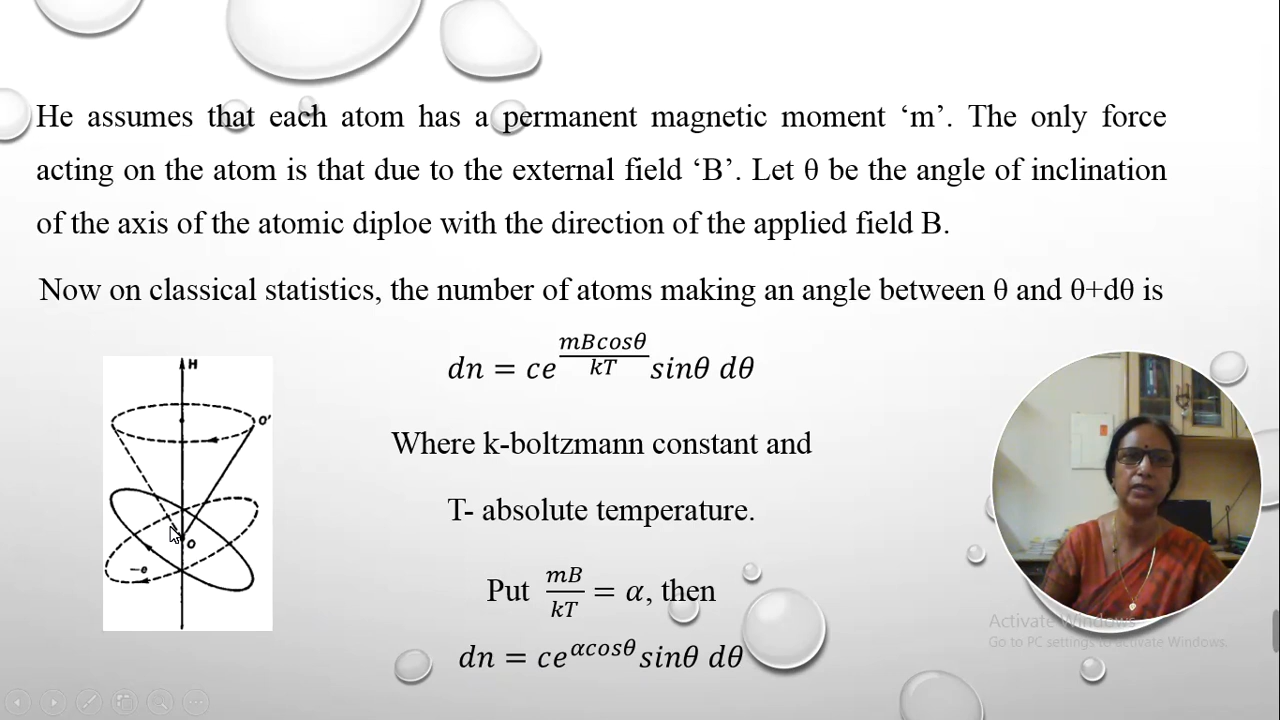 He assumes that each atom has a permanent magnetic moment ‘m’. The only force
acting on the atom is that due to the external field ‘B’. Let θ be the angle of inclination
of the axis of the atomic diploe with the direction of the applied field B.
Now on classical statistics, the number of atoms making an angle between θ and θ+dθ is
dn = ce^{\frac{mBcosθ}{kT}} sinθ dθ
H
O'
O
−e
Where k-boltzmann constant and
T- absolute temperature.
Put \frac{mB}{kT} = α, then
dn = ce^{αcosθ} sinθ dθ
Activate Windows
Go to PC settings to activate Windows.